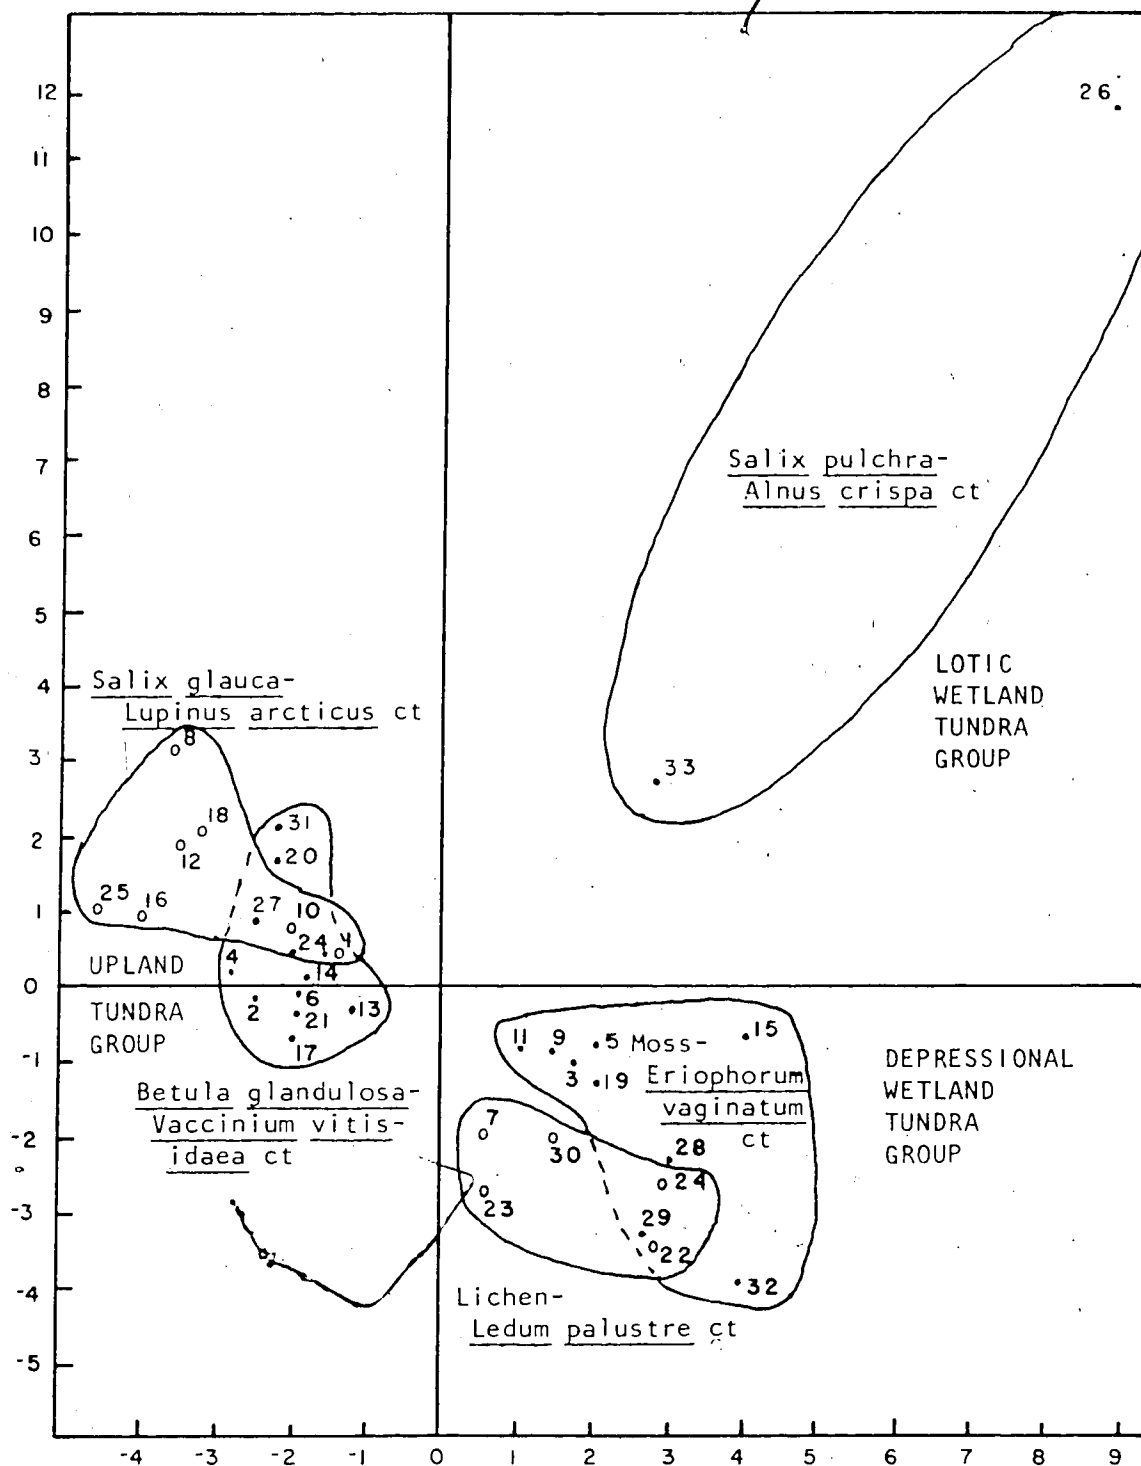 12
26
11
10
9
8
7
Salix pulchra-
Alnus crispa ct
6
5
4
LOTIC
WETLAND
TUNDRA
GROUP
Salix glauca-
Lupinus arcticus ct
3
8
33
2
18
31
12
20
1
25
16
27
10
24
4
4
14
UPLAND
TUNDRA
GROUP
0
2
6
21
13
17
-1
11
9
5
3
19
15
Moss-
Eriophorum
vaginatum
ct
DEPRESSIONAL
WETLAND
TUNDRA
GROUP
Betula glandulosa-
Vaccinium vitis-
idaea ct
-2
7
30
28
24
-3
23
29
22
-4
32
Lichen-
Ledum palustre ct
-5
-4 -3 -2 -1 0 1 2 3 4 5 6 7 8 9